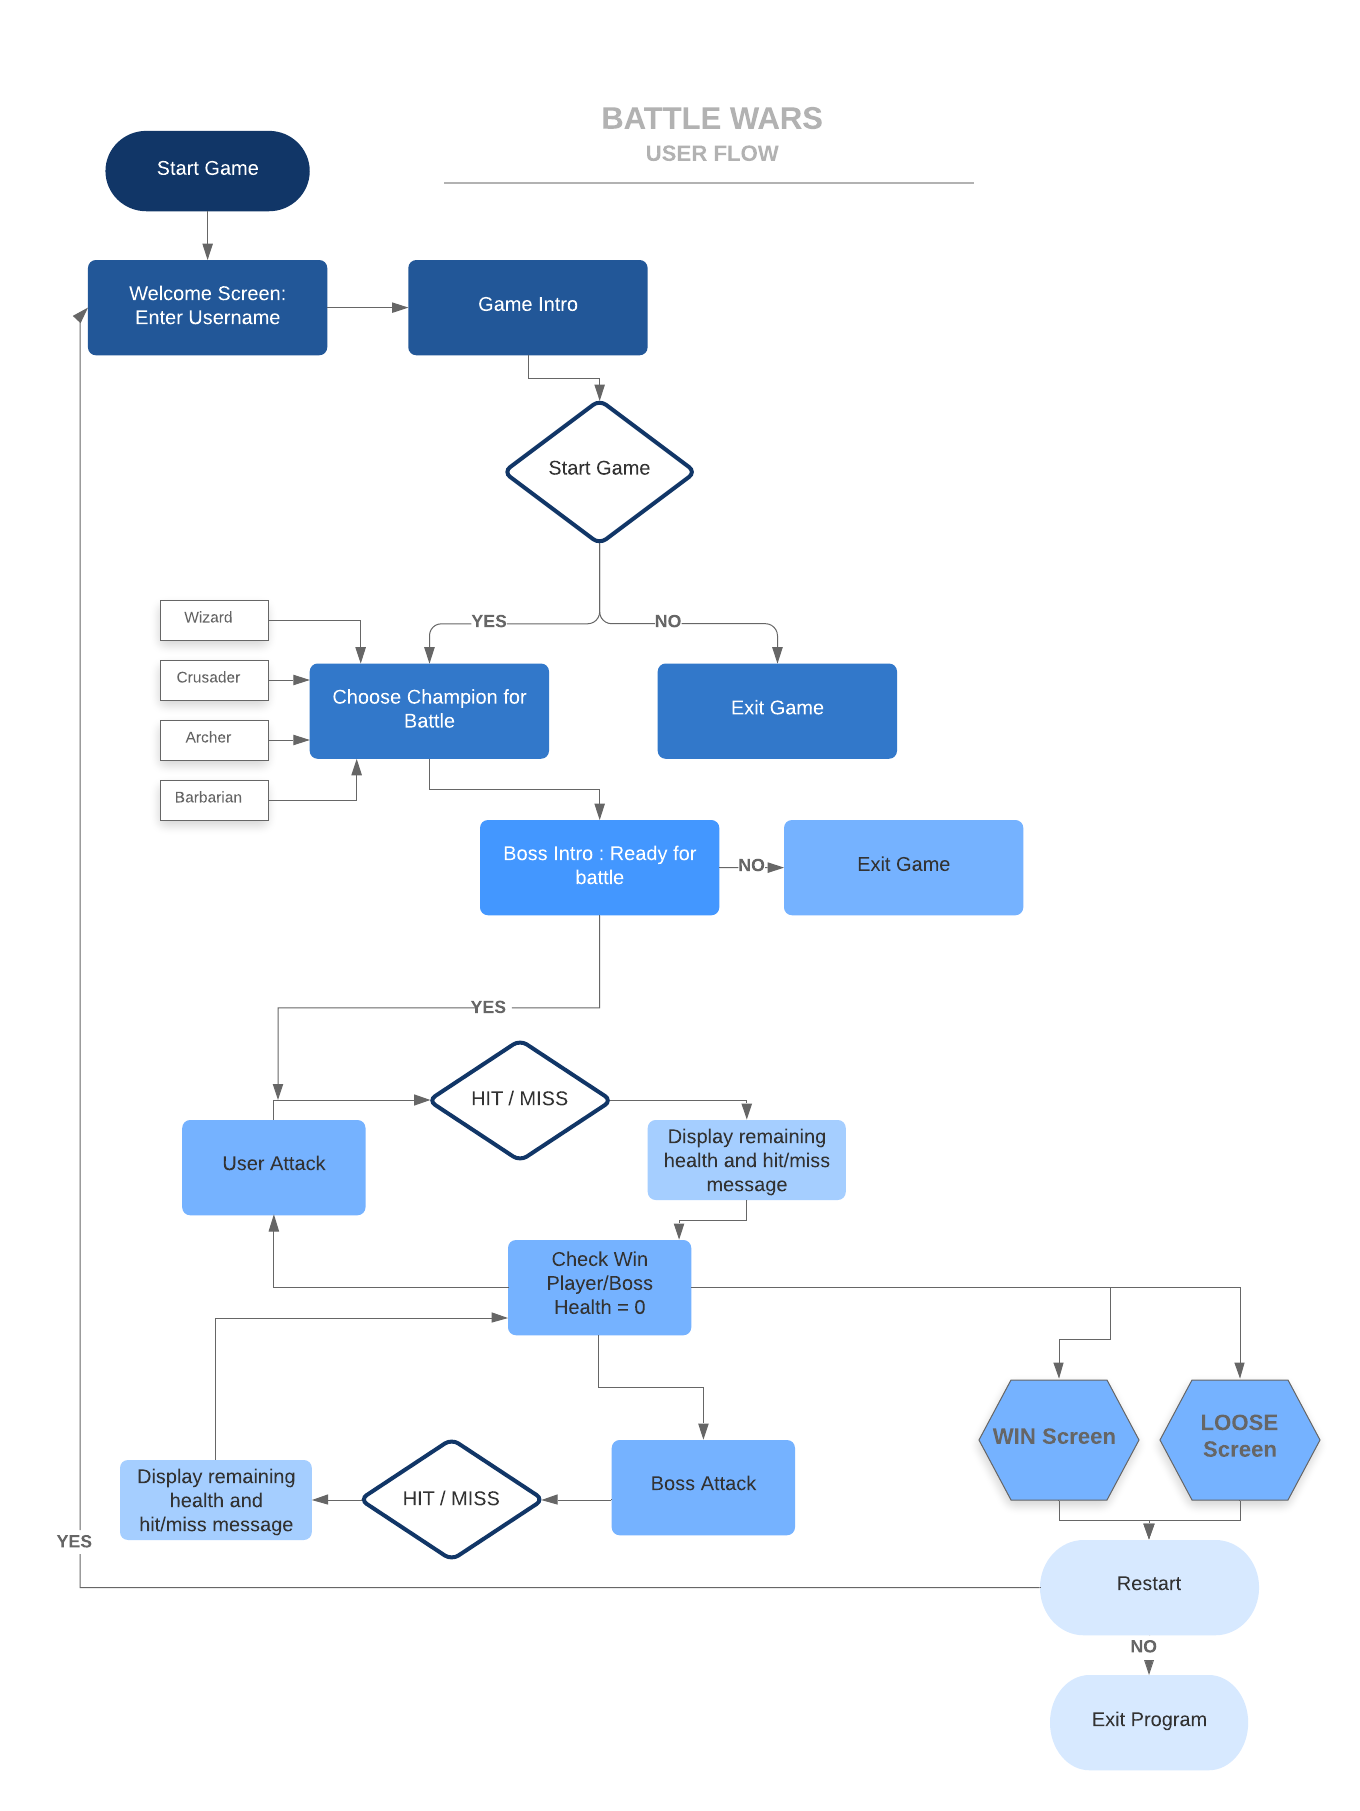 BATTLE WARS
USER FLOW
Start Game
Welcome Screen:
Enter Username
Game Intro
Start Game
YES
NO
Wizard
Crusader
Archer
Barbarian
Choose Champion for
Battle
Exit Game
Boss Intro : Ready for
battle
NO
Exit Game
YES
HIT / MISS
User Attack
Display remaining
health and hit/miss
message
Check Win
Player/Boss
Health = 0
WIN Screen
LOOSE
Screen
Boss Attack
HIT / MISS
Display remaining
health and
hit/miss message
YES
Restart
NO
Exit Program